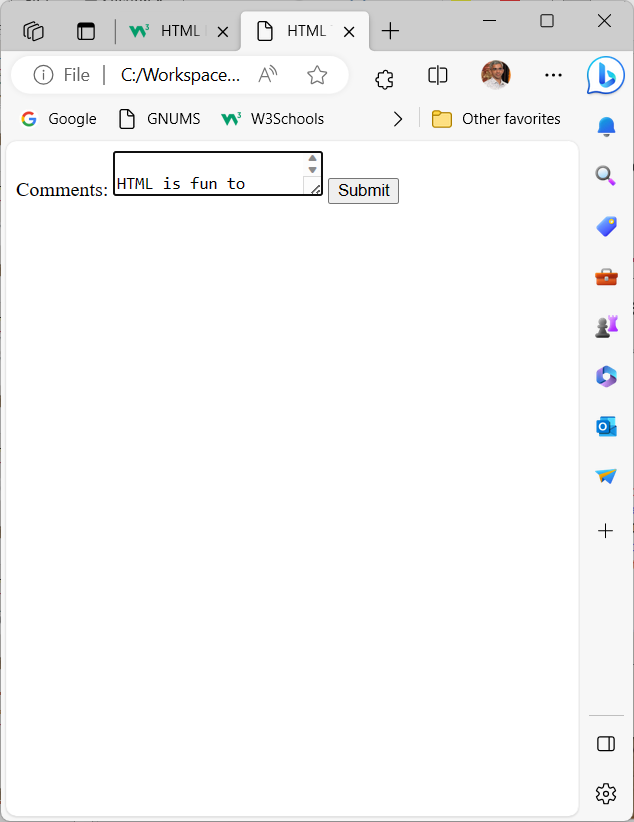 HTML HTML
File C:/Workspace...
Google GNUMS W3Schools Other favorites
Comments: HTML is fun to Submit